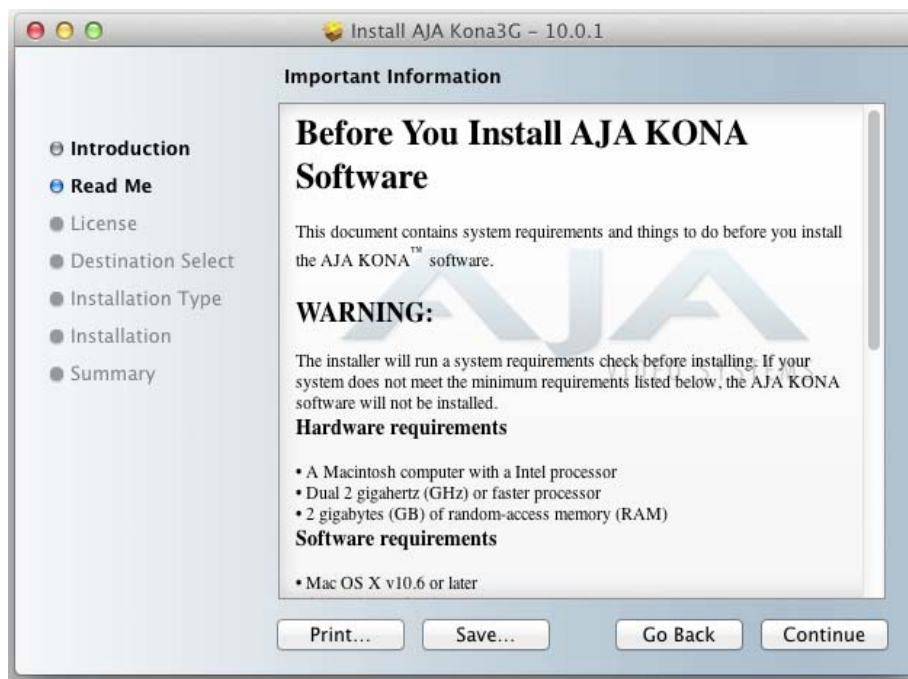 Install AJA Kona3G – 10.0.1
Important Information
Introduction
Read Me
License
Destination Select
Installation Type
Installation
Summary
Before You Install AJA KONA
Software
This document contains system requirements and things to do before you install
the AJA KONA™ software.
WARNING:
The installer will run a system requirements check before installing. If your
system does not meet the minimum requirements listed below, the AJA KONA
software will not be installed.
Hardware requirements
• A Macintosh computer with a Intel processor
• Dual 2 gigahertz (GHz) or faster processor
• 2 gigabytes (GB) of random-access memory (RAM)
Software requirements
• Mac OS X v10.6 or later
AJA
VIDEO SYSTEMS
Print...
Save...
Go Back
Continue